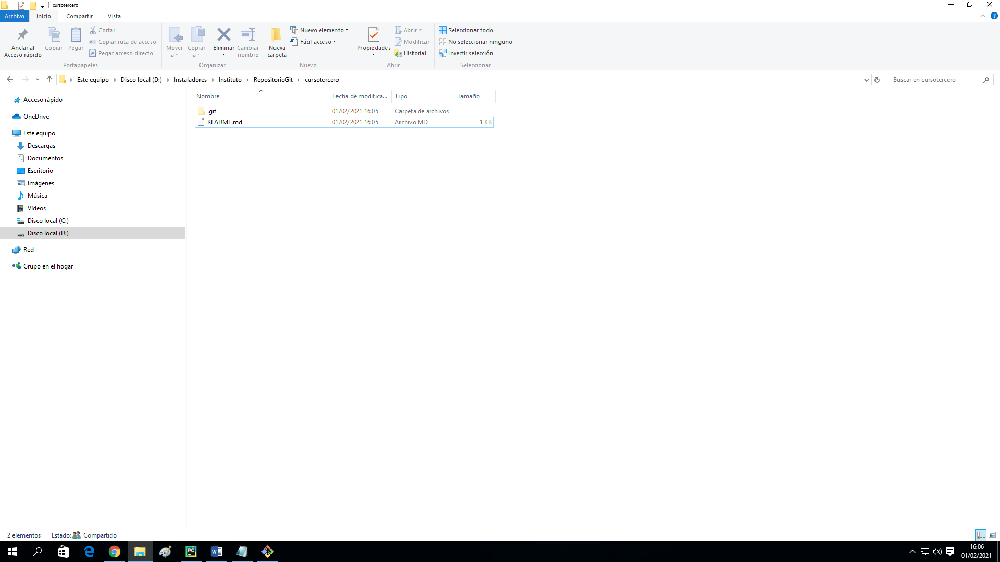 cursotercero
Archivo Inicio Compartir Vista
Anclar al Acceso rápido
Copiar
Pegar
Cortar
Copiar ruta de acceso
Pegar acceso directo
Portapapeles
Mover a
Copiar a
Eliminar
Cambiar nombre
Organizar
Nueva carpeta
Nuevo elemento
Fácil acceso
Nuevo
Propiedades
Abrir
Modificar
Historial
Abrir
Seleccionar todo
No seleccionar ninguno
Invertir selección
Seleccionar
Este equipo > Disco local (D:) > Instaladores > Instituto > RepositorioGit > cursotercero
Buscar en cursotercero
Acceso rápido
OneDrive
Este equipo
Descargas
Documentos
Escritorio
Imágenes
Música
Vídeos
Disco local (C:)
Disco local (D:)
Red
Grupo en el hogar
Nombre Fecha de modifica... Tipo Tamaño
.git 01/02/2021 16:05 Carpeta de archivos
README.md 01/02/2021 16:05 Archivo MD 1 KB
2 elementos Estado: Compartido
PC
16:06
01/02/2021